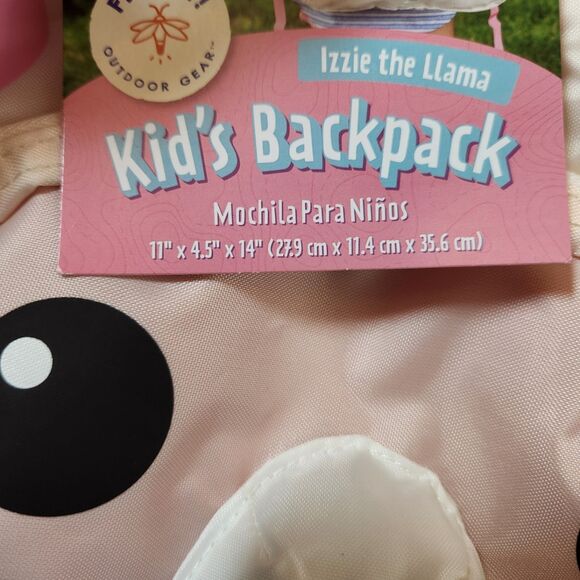 OUTDOOR GEAR™
Izzie the Llama
Kid's Backpack
Mochila Para Niños
11" x 4.5" x 14" (27.9 cm x 11.4 cm x 35.6 cm)